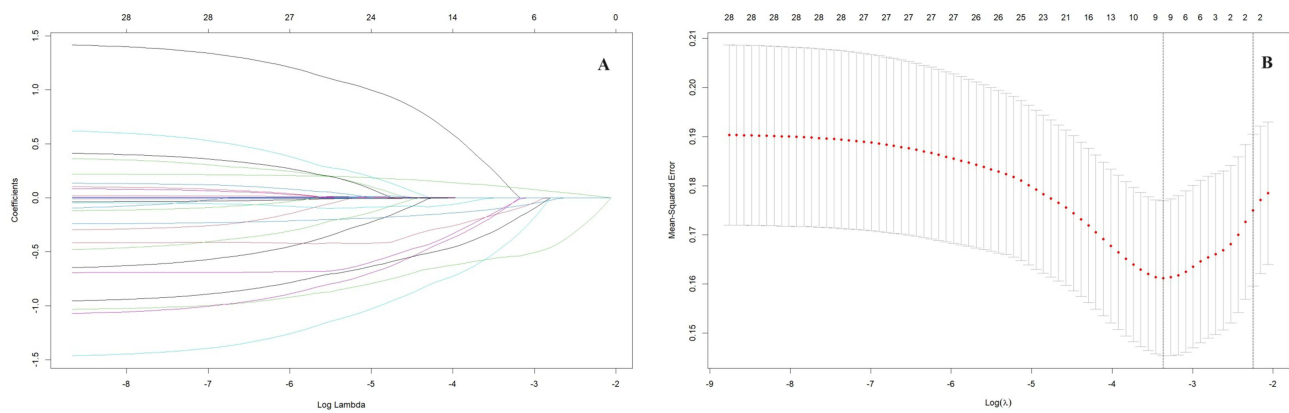 28 28 27 24 14 6 0
A
1.5
1.0
0.5
0.0
-0.5
-1.0
-1.5
Coefficients
-8 -7 -6 -5 -4 -3 -2
Log Lambda
28 28 28 28 28 28 27 27 27 27 26 26 25 23 21 16 13 10 9 9 6 6 3 2 2 2
B
0.21
0.20
0.19
0.18
0.17
0.16
0.15
Mean-Squared Error
-9 -8 -7 -6 -5 -4 -3 -2
Log(λ)